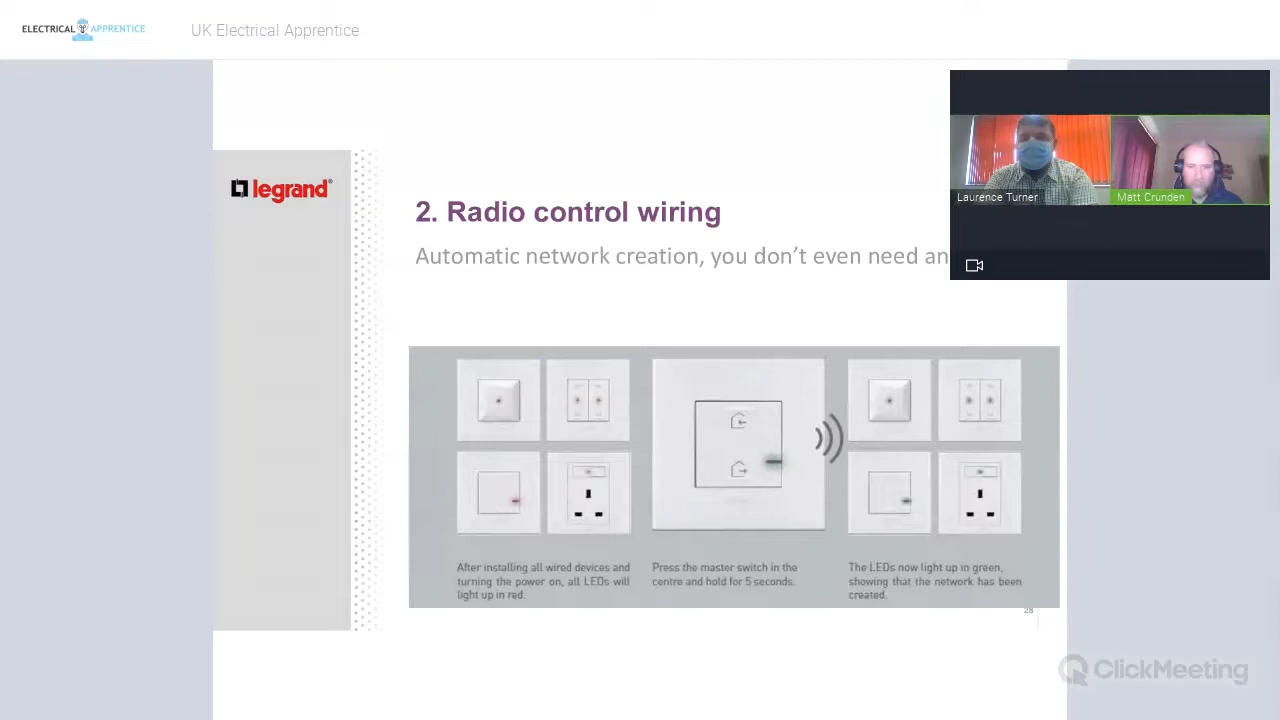 ELECTRICAL APPRENTICE
UK Electrical Apprentice
legrand®
Laurence Turner
Matt Crunden
2. Radio control wiring
Automatic network creation, you don't even need an
After installing all wired devices and
turning the power on, all LEDs will
light up in red.
Press the master switch in the
centre and hold for 5 seconds.
The LEDs now light up in green,
showing that the network has been
created.
28
ClickMeeting